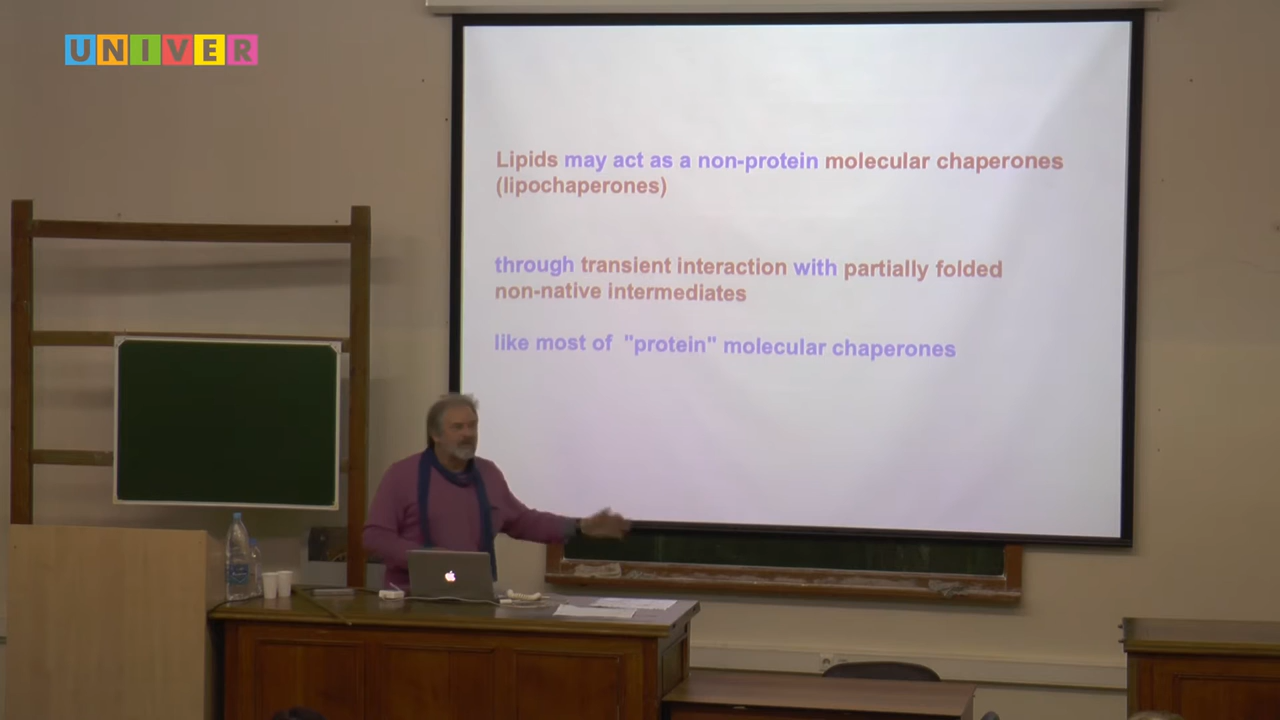 UNIVER
Lipids may act as a non-protein molecular chaperones
(lipochaperones)
through transient interaction with partially folded
non-native intermediates
like most of "protein" molecular chaperones